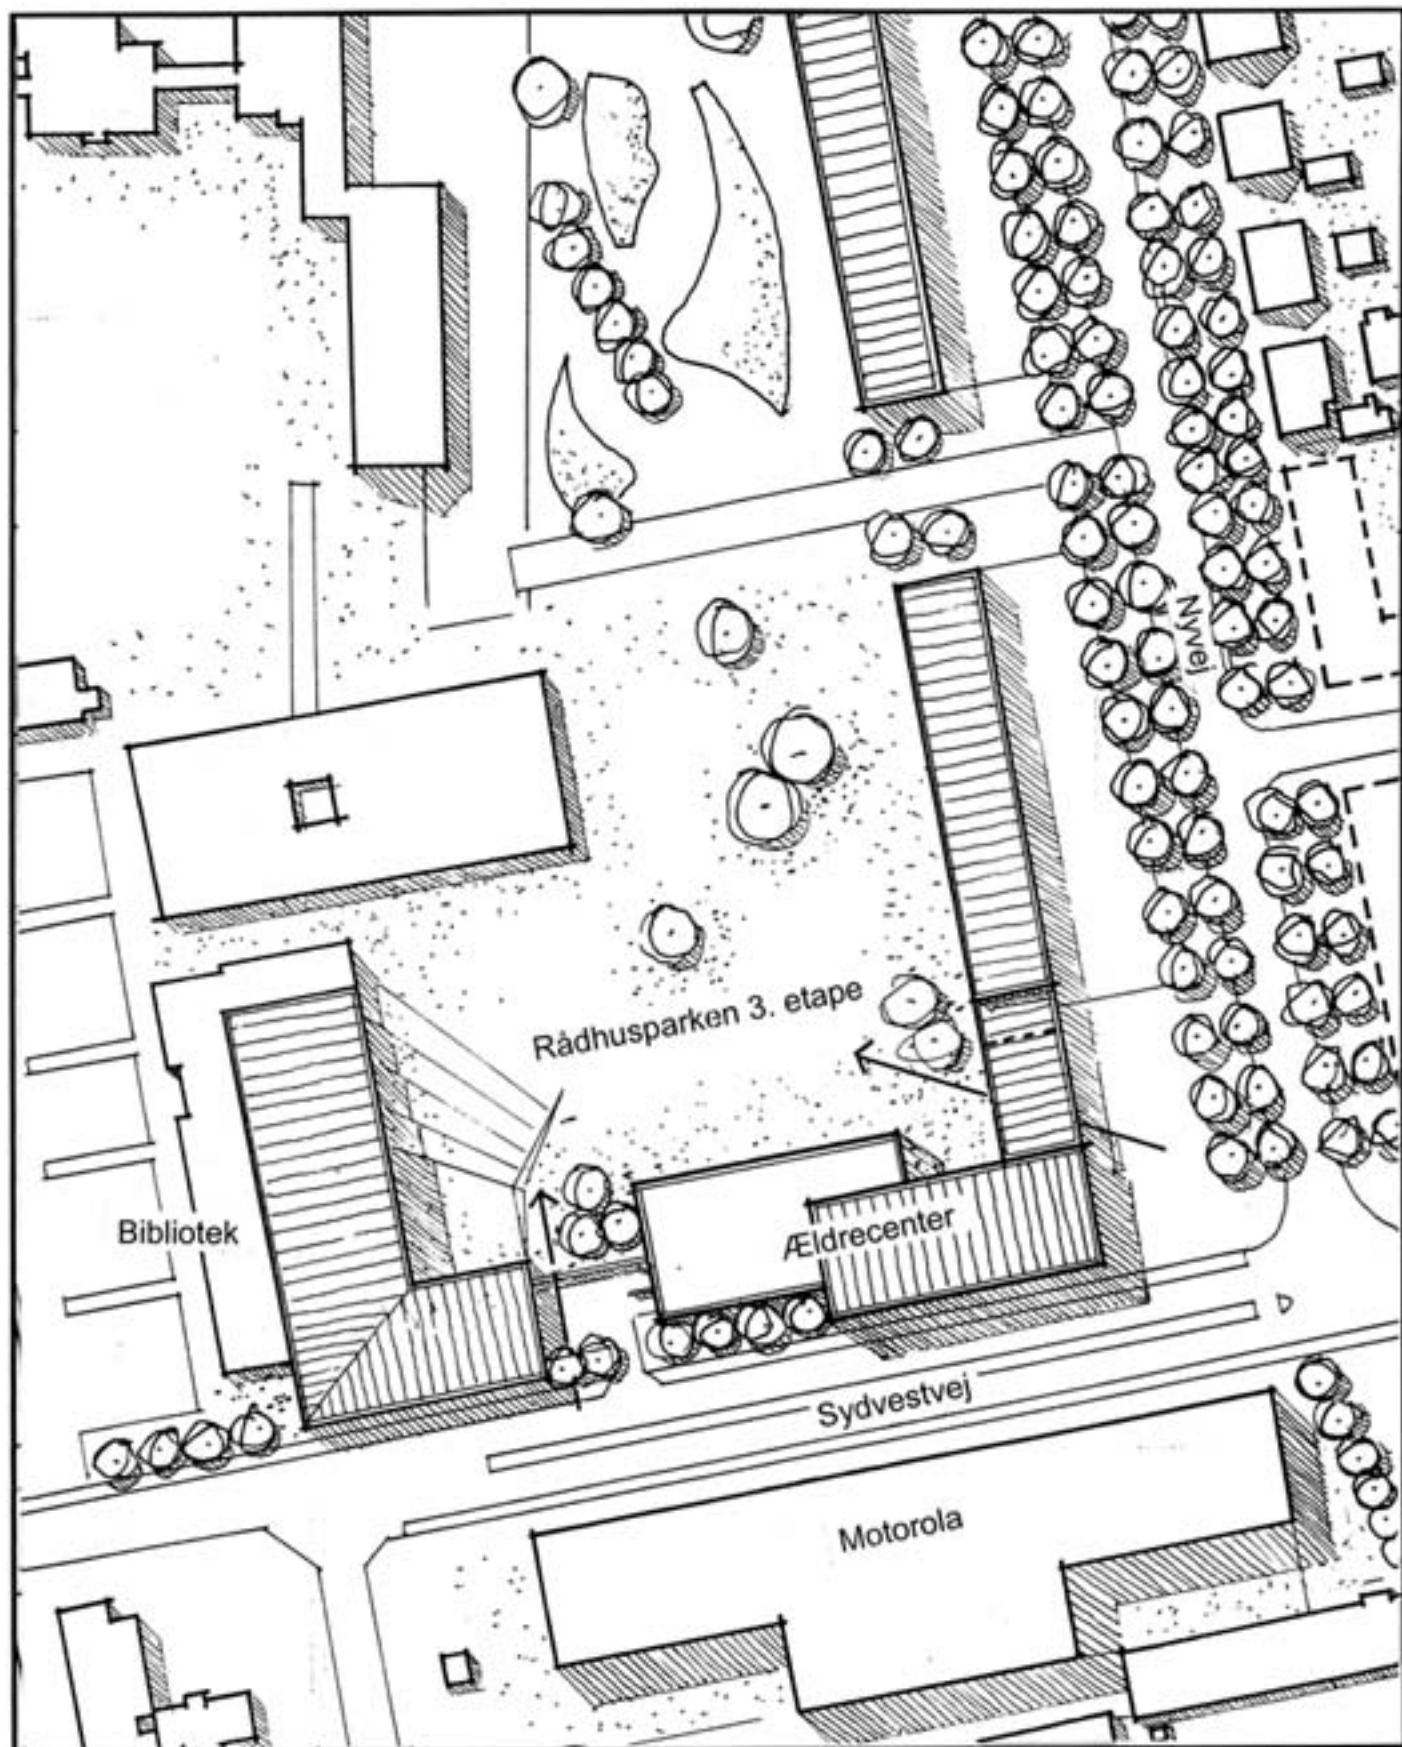 Nyvej
Rådhusparken 3. etape
Bibliotek
Ældrecenter
Sydvestvej
Motorola